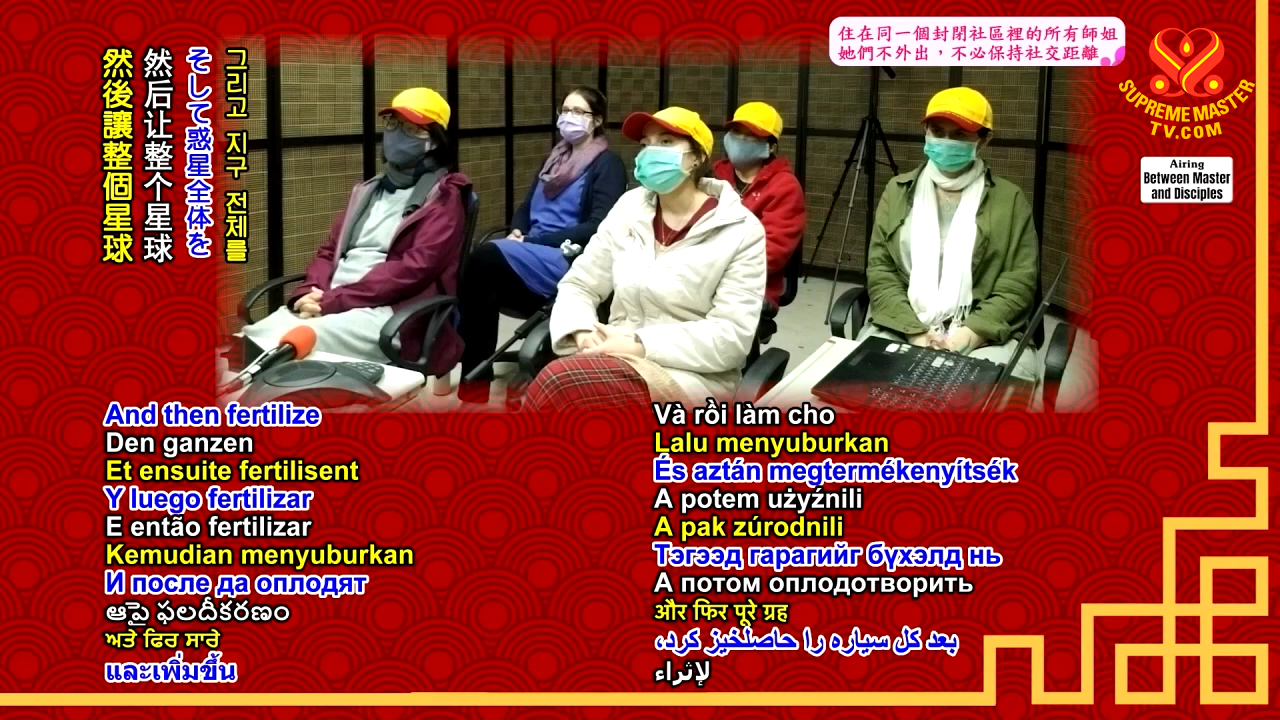 住在同一個封閉社區裡的所有師姐
她們不外出，不必保持社交距離
SUPREME MASTER
TV.COM
Airing
Between Master
and Disciples
그리고 지구 전체를
そして惑星全体を
然后让整个星球
然後讓整個星球
And then fertilize
Den ganzen
Et ensuite fertilisent
Y luego fertilizar
E então fertilizar
Kemudian menyuburkan
И после да оплодят
ఆపై ఫలదీకరణం
ਅਤੇ ਫਿਰ ਸਾਰੇ
และเพิ่มขึ้น
Và rồi làm cho
Lalu menyuburkan
És aztán megtermékenyítsék
A potem użyźnili
A pak zúrodnili
Тэгээд гарагийг бүхэлд нь
А потом оплодотворить
और फिर पूरे ग्रह
بعد کل سیاره را حاصلخیز کرد،
لإثراء